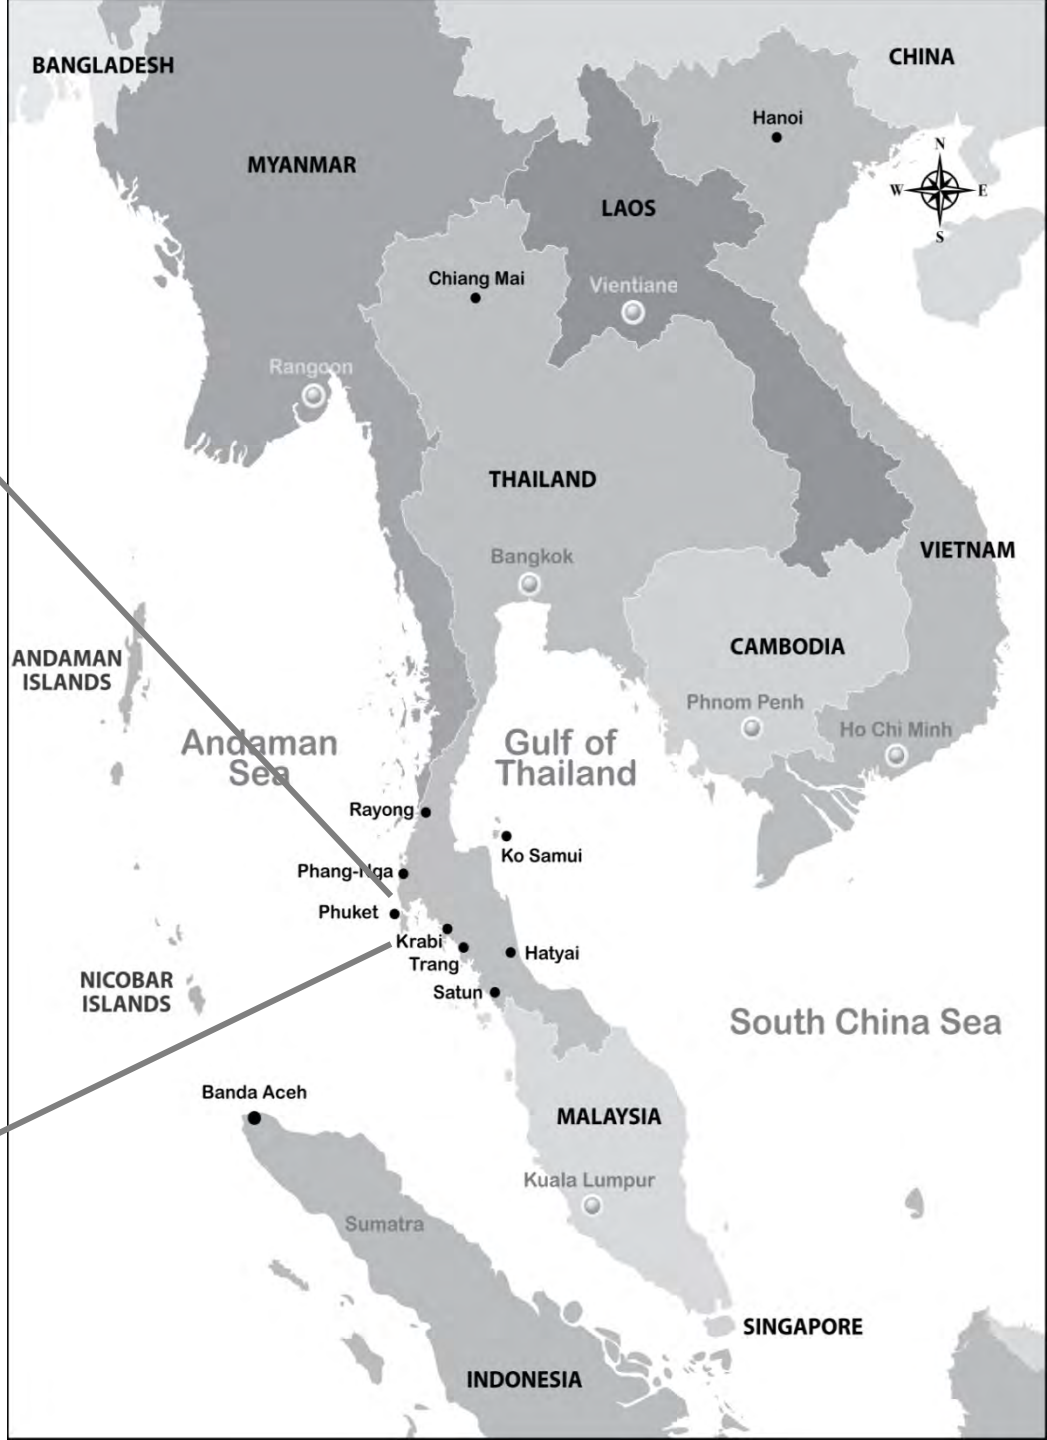 BANGLADESH
CHINA
Hanoi
N
MYANMAR
W
E
LAOS
S
Chiang Mai
Vientiane
Rangoon
THAILAND
VIETNAM
Bangkok
ANDAMAN
ISLANDS
CAMBODIA
Phnom Penh
Ho Chi Minh
Andaman
Sea
Gulf of
Thailand
Rayong
Ko Samui
Phang-Nga
Phuket
Krabi
Trang
Hatyai
Satun
NICOBAR
ISLANDS
South China Sea
Banda Aceh
MALAYSIA
Kuala Lumpur
Sumatra
SINGAPORE
INDONESIA